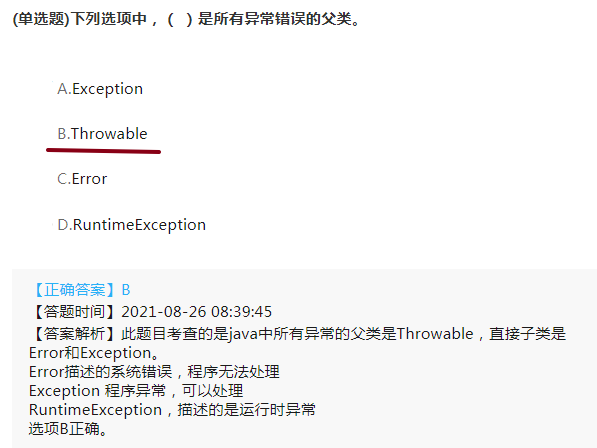 (单选题)下列选项中，（ ）是所有异常错误的父类。
A.Exception
B.Throwable
C.Error
D.RuntimeException
【正确答案】B
【答题时间】2021-08-26 08:39:45
【答案解析】此题目考查的是java中所有异常的父类是Throwable，直接子类是
Error和Exception。
Error描述的系统错误，程序无法处理
Exception 程序异常，可以处理
RuntimeException，描述的是运行时异常
选项B正确。